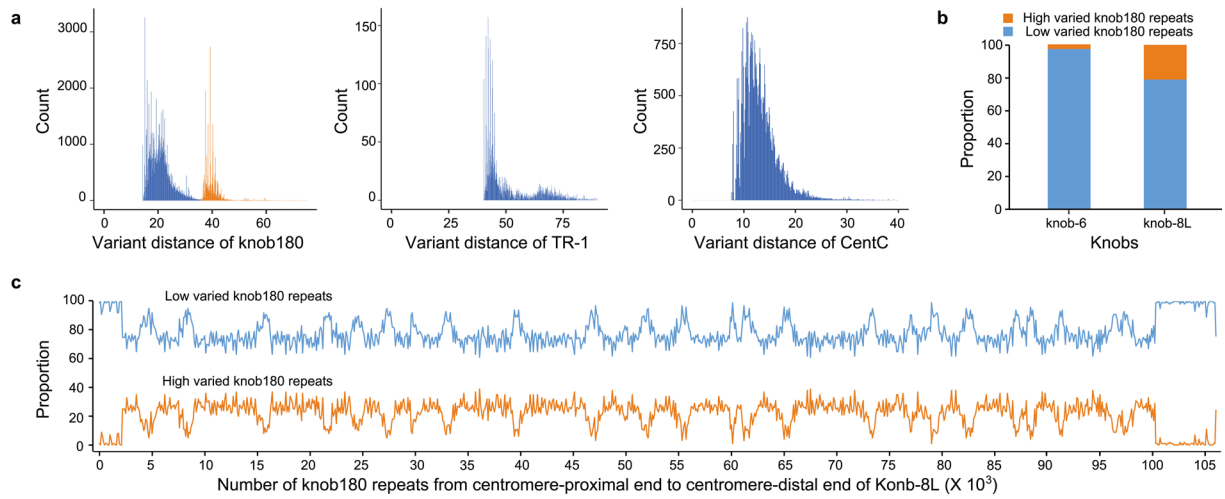 a
3000
2000
1000
0
Count
0 20 40 60
Variant distance of knob180
150
100
50
0
Count
0 25 50 75
Variant distance of TR-1
750
500
250
0
Count
0 10 20 30 40
Variant distance of CentC
b
High varied knob180 repeats
Low varied knob180 repeats
100
80
60
40
20
0
Proportion
knob-6 knob-8L
Knobs
c
100
80
60
40
20
0
Proportion
Low varied knob180 repeats
High varied knob180 repeats
0 5 10 15 20 25 30 35 40 45 50 55 60 65 70 75 80 85 90 95 100 105
Number of knob180 repeats from centromere-proximal end to centromere-distal end of Konb-8L (X 10³)